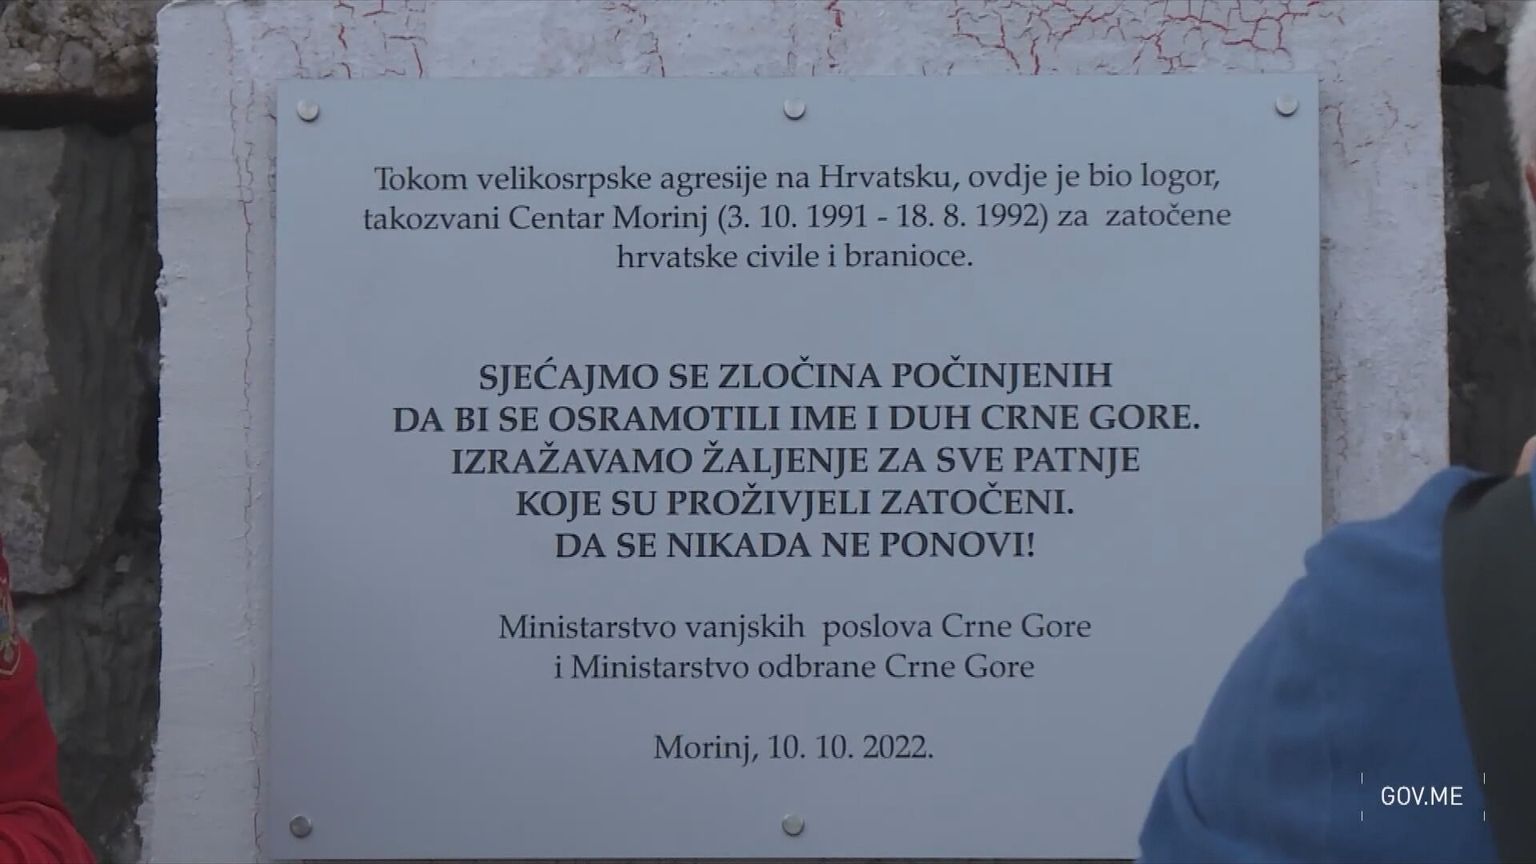 Tokom velikosrpske agresije na Hrvatsku, ovdje je bio logor,
takozvani Centar Morinj (3. 10. 1991 - 18. 8. 1992) za  zatočene
hrvatske civile i branioce.
SJEĆAJMO SE ZLOČINA POČINJENIH
DA BI SE OSRAMOTILI IME I DUH CRNE GORE.
IZRAŽAVAMO ŽALJENJE ZA SVE PATNJE
KOJE SU PROŽIVJELI ZATOČENI.
DA SE NIKADA NE PONOVI!
Ministarstvo vanjskih  poslova Crne Gore
i Ministarstvo odbrane Crne Gore
Morinj, 10. 10. 2022.
GOV.ME